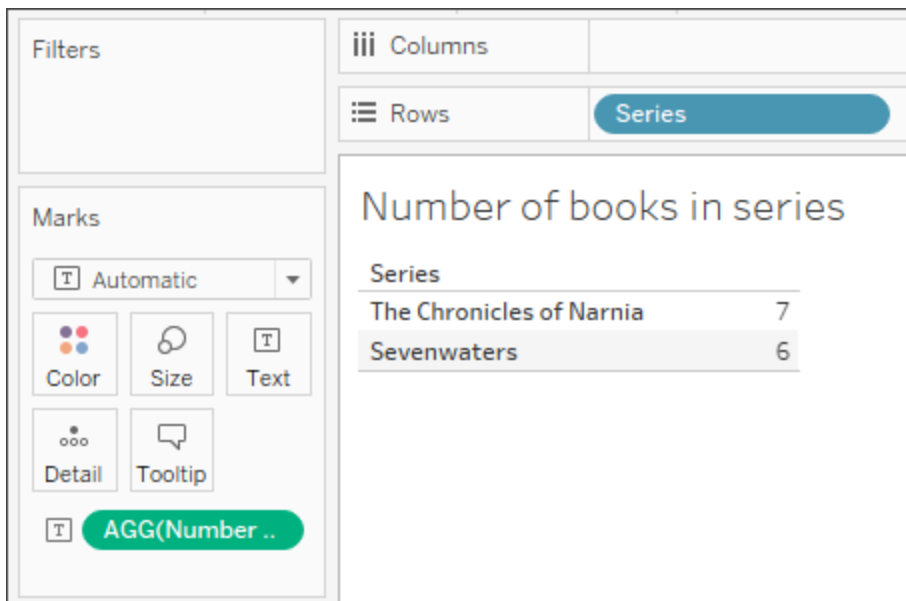 Filters
Columns
Rows
Series
Marks
Automatic
Color
Size
Text
Detail
Tooltip
AGG(Number ..
Number of books in series
Series
The Chronicles of Narnia 7
Sevenwaters 6